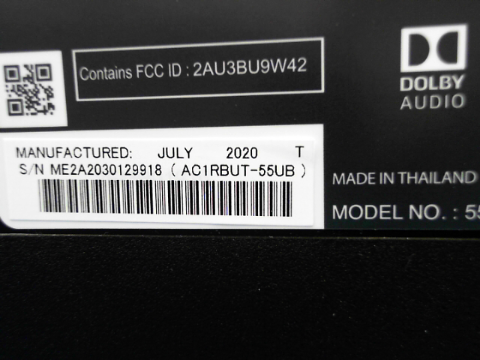 Contains FCC ID : 2AU3BU9W42
DOLBY
AUDIO
MANUFACTURED: JULY 2020 T
S/N ME2A2030129918 ( AC1RBUT-55UB )
MADE IN THAILAND
MODEL NO. : 55